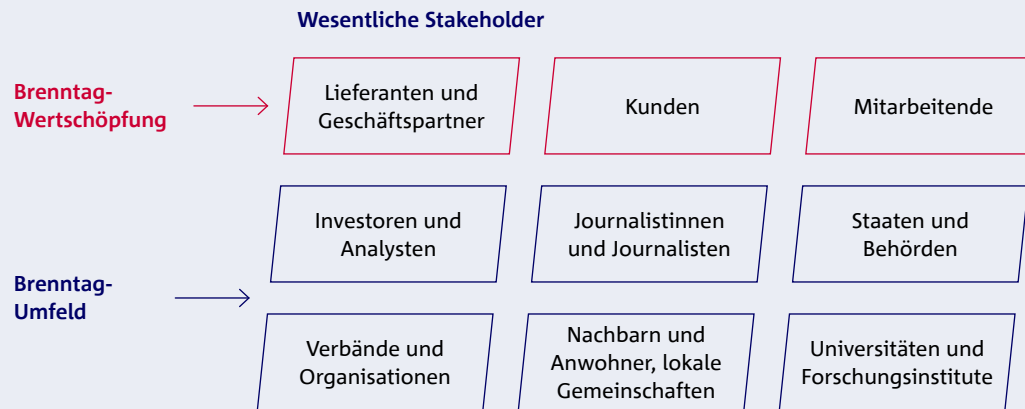 Wesentliche Stakeholder
Brenntag-
Wertschöpfung
Lieferanten und
Geschäftspartner
Kunden
Mitarbeitende
Brenntag-
Umfeld
Investoren und
Analysten
Journalistinnen
und Journalisten
Staaten und
Behörden
Verbände und
Organisationen
Nachbarn und
Anwohner, lokale
Gemeinschaften
Universitäten und
Forschungsinstitute